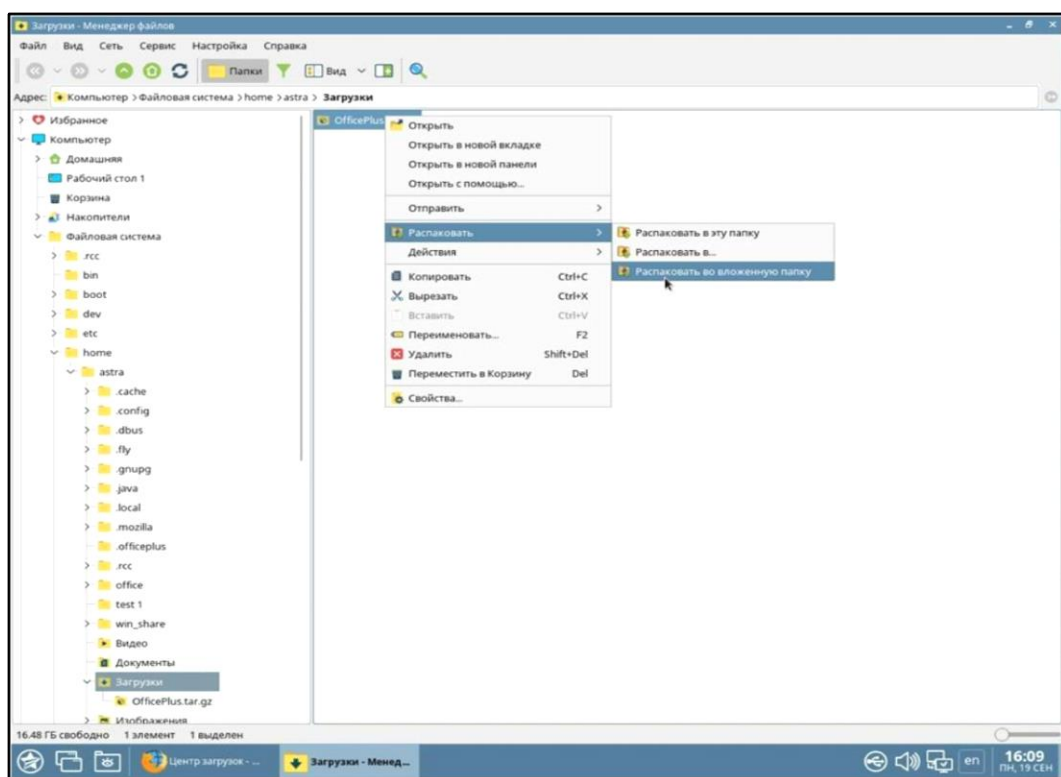 Загрузки - Менеджер файлов
Файл Вид Сеть Сервис Настройка Справка
Папки Вид
Адрес: Компьютер > Файловая система > home > astra > Загрузки
Избранное
Компьютер
Домашняя
Рабочий стол 1
Корзина
Накопители
Файловая система
.rcc
bin
boot
dev
etc
home
astra
.cache
.config
.dbus
.fly
.gnupg
.java
.local
.mozilla
.officeplus
.rcc
office
test 1
win_share
Видео
Документы
Загрузки
OfficePlus.tar.gz
Изображения
OfficePlus
Открыть
Открыть в новой вкладке
Открыть в новой панели
Открыть с помощью...
Отправить
Распаковать
Действия
Копировать Ctrl+C
Вырезать Ctrl+X
Вставить Ctrl+V
Переименовать... F2
Удалить Shift+Del
Переместить в Корзину Del
Свойства...
Распаковать в эту папку
Распаковать в...
Распаковать во вложенную папку
16.48 ГБ свободно 1 элемент 1 выделен
Центр загрузок - ...
Загрузки - Менед...
en
16:09
ПН, 19 СЕН